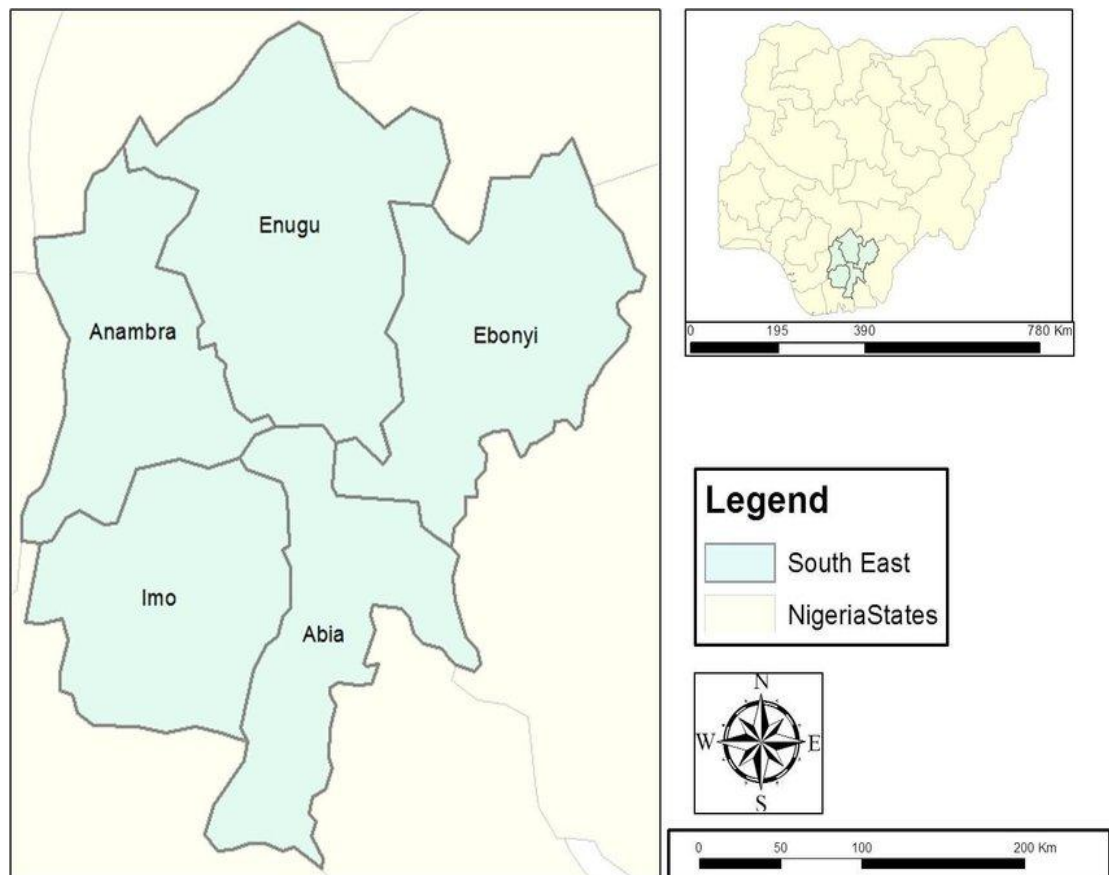 Enugu
Anambra
Ebonyi
Imo
Abia
0 195 390 780 Km
Legend
South East
NigeriaStates
N
W E
S
0 50 100 200 Km